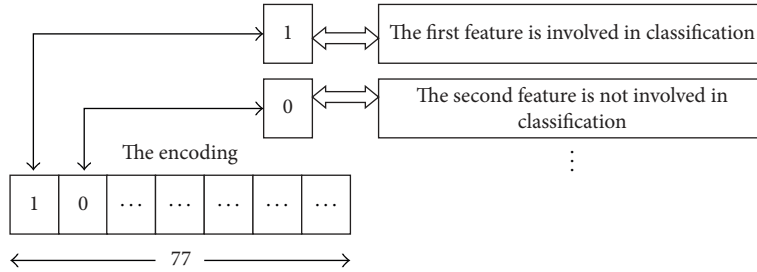 1
The first feature is involved in classification
0
The second feature is not involved in
classification
⋮
The encoding
1 0 ⋯ ⋯ ⋯ ⋯ ⋯
77